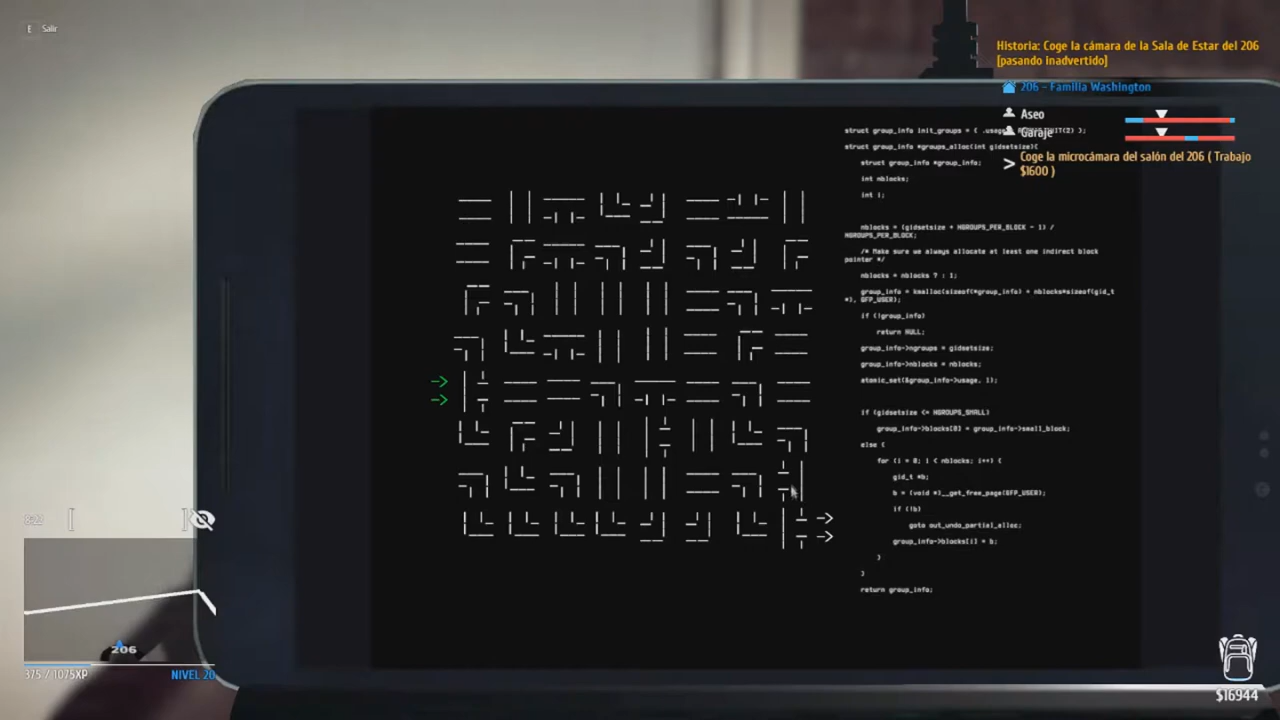 E Salir
Historia: Coge la cámara de la Sala de Estar del 206
[pasando inadvertido]
206 - Familia Washington
Aseo
Garaje
> Coge la microcámara del salón del 206 ( Trabajo
$1600 )
struct group_info init_groups = { .usage
struct group_info *groups_alloc(int gidsetsize){
struct group_info *group_info;
int nblocks;
int i;
nblocks = (gidsetsize + NGROUPS_PER_BLOCK - 1) /
NGROUPS_PER_BLOCK;
/* Make sure we always allocate at least one indirect block
pointer */
nblocks = nblocks ? : 1;
group_info = kmalloc(sizeof(*group_info) + nblocks*sizeof(gid_t
*), GFP_USER);
if (!group_info)
return NULL;
group_info->ngroups = gidsetsize;
group_info->nblocks = nblocks;
atomic_set(&group_info->usage, 1);
if (gidsetsize <= NGROUPS_SMALL)
group_info->blocks[0] = group_info->small_block;
else {
for (i = 0; i < nblocks; i++) {
gid_t *b;
b = (void *)__get_free_page(GFP_USER);
if (!b)
goto out_undo_partial_alloc;
group_info->blocks[i] = b;
}
}
return group_info;
206
375 / 1075XP
NIVEL 20
$16944